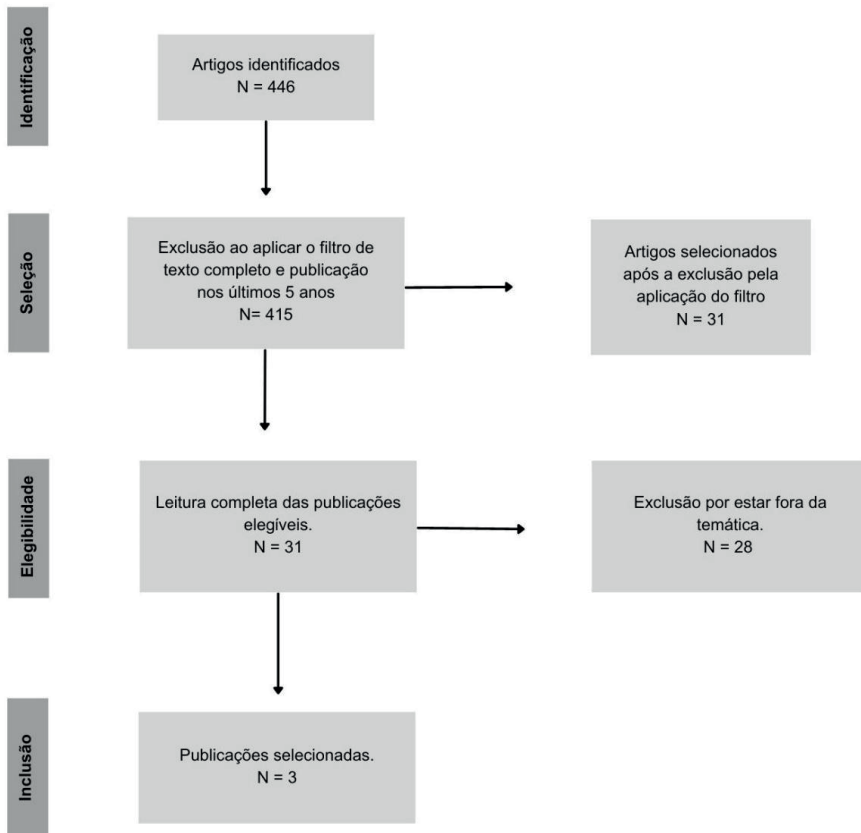 Identificação
Artigos identificados
N = 446
Seleção
Exclusão ao aplicar o filtro de
texto completo e publicação
nos últimos 5 anos
N= 415
Artigos selecionados
após a exclusão pela
aplicação do filtro
N = 31
Elegibilidade
Leitura completa das publicações
elegíveis.
N = 31
Exclusão por estar fora da
temática.
N = 28
Inclusão
Publicações selecionadas.
N = 3